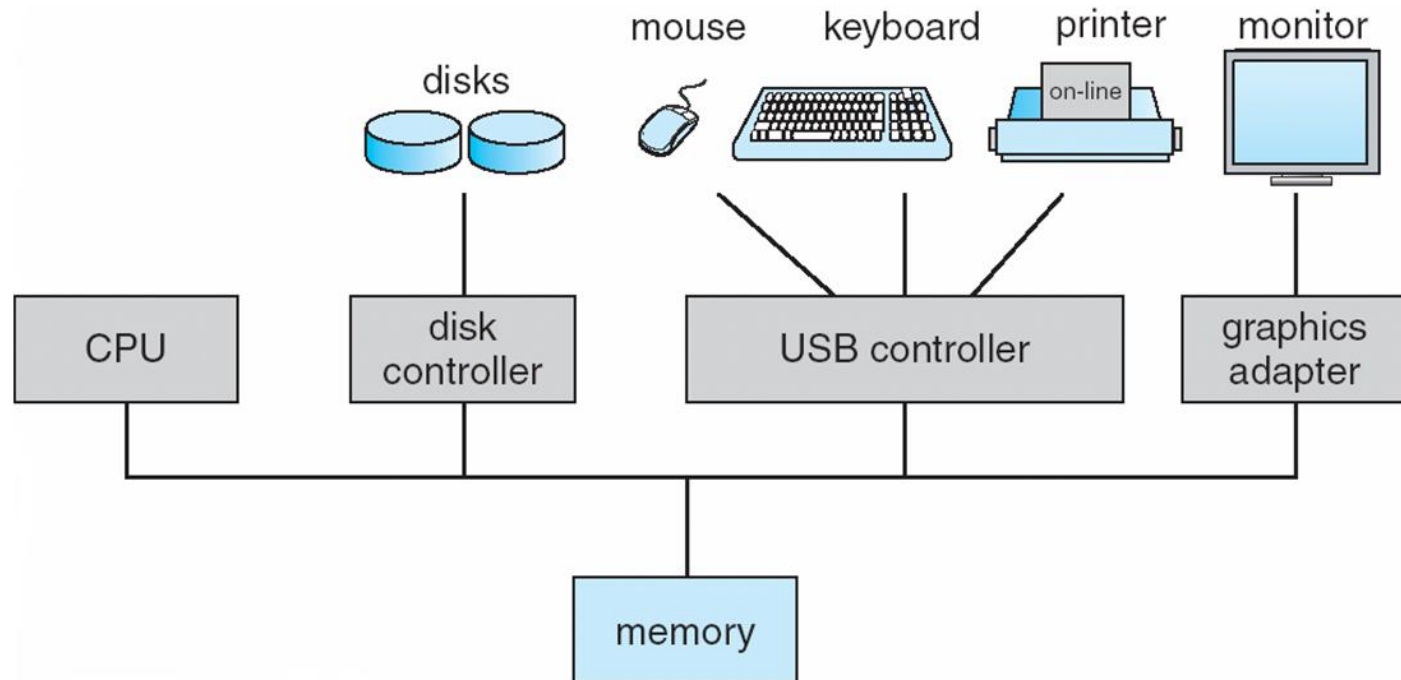 mouse
keyboard
printer
monitor
disks
on-line
CPU
disk
controller
USB controller
graphics
adapter
memory